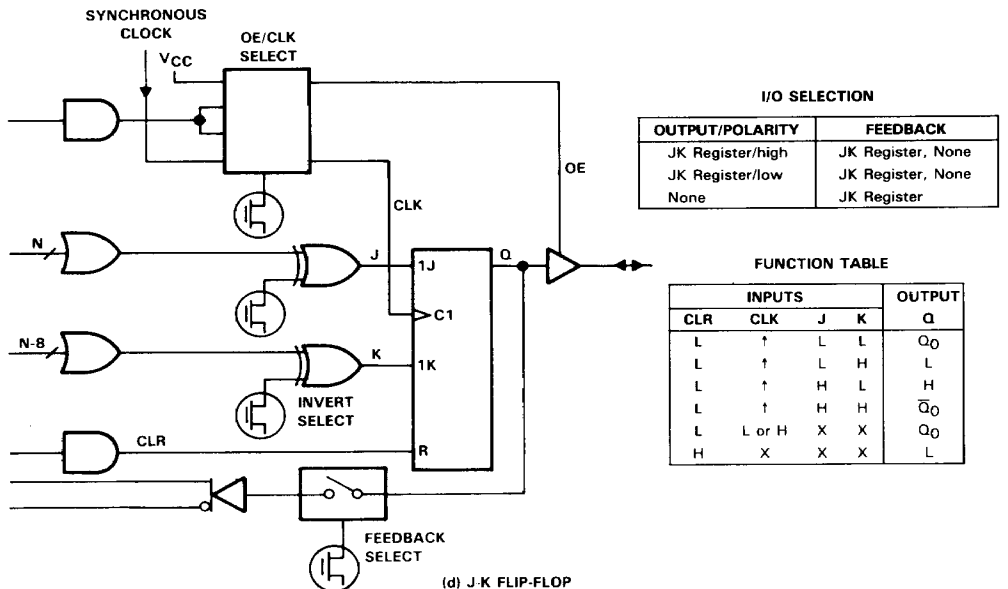 SYNCHRONOUS
CLOCK
OE/CLK
SELECT
VCC
OE
CLK
N
J
1J
Q
C1
N-8
K
1K
INVERT
SELECT
CLR
R
FEEDBACK
SELECT
(d) J-K FLIP-FLOP
I/O SELECTION
OUTPUT/POLARITY FEEDBACK
JK Register/high JK Register, None
JK Register/low JK Register, None
None JK Register
FUNCTION TABLE
INPUTS OUTPUT
CLR CLK J K Q
L ↑ L L Q0
L ↑ L H L
L ↑ H L H
L ↑ H H Q̅0
L L or H X X Q0
H X X X L